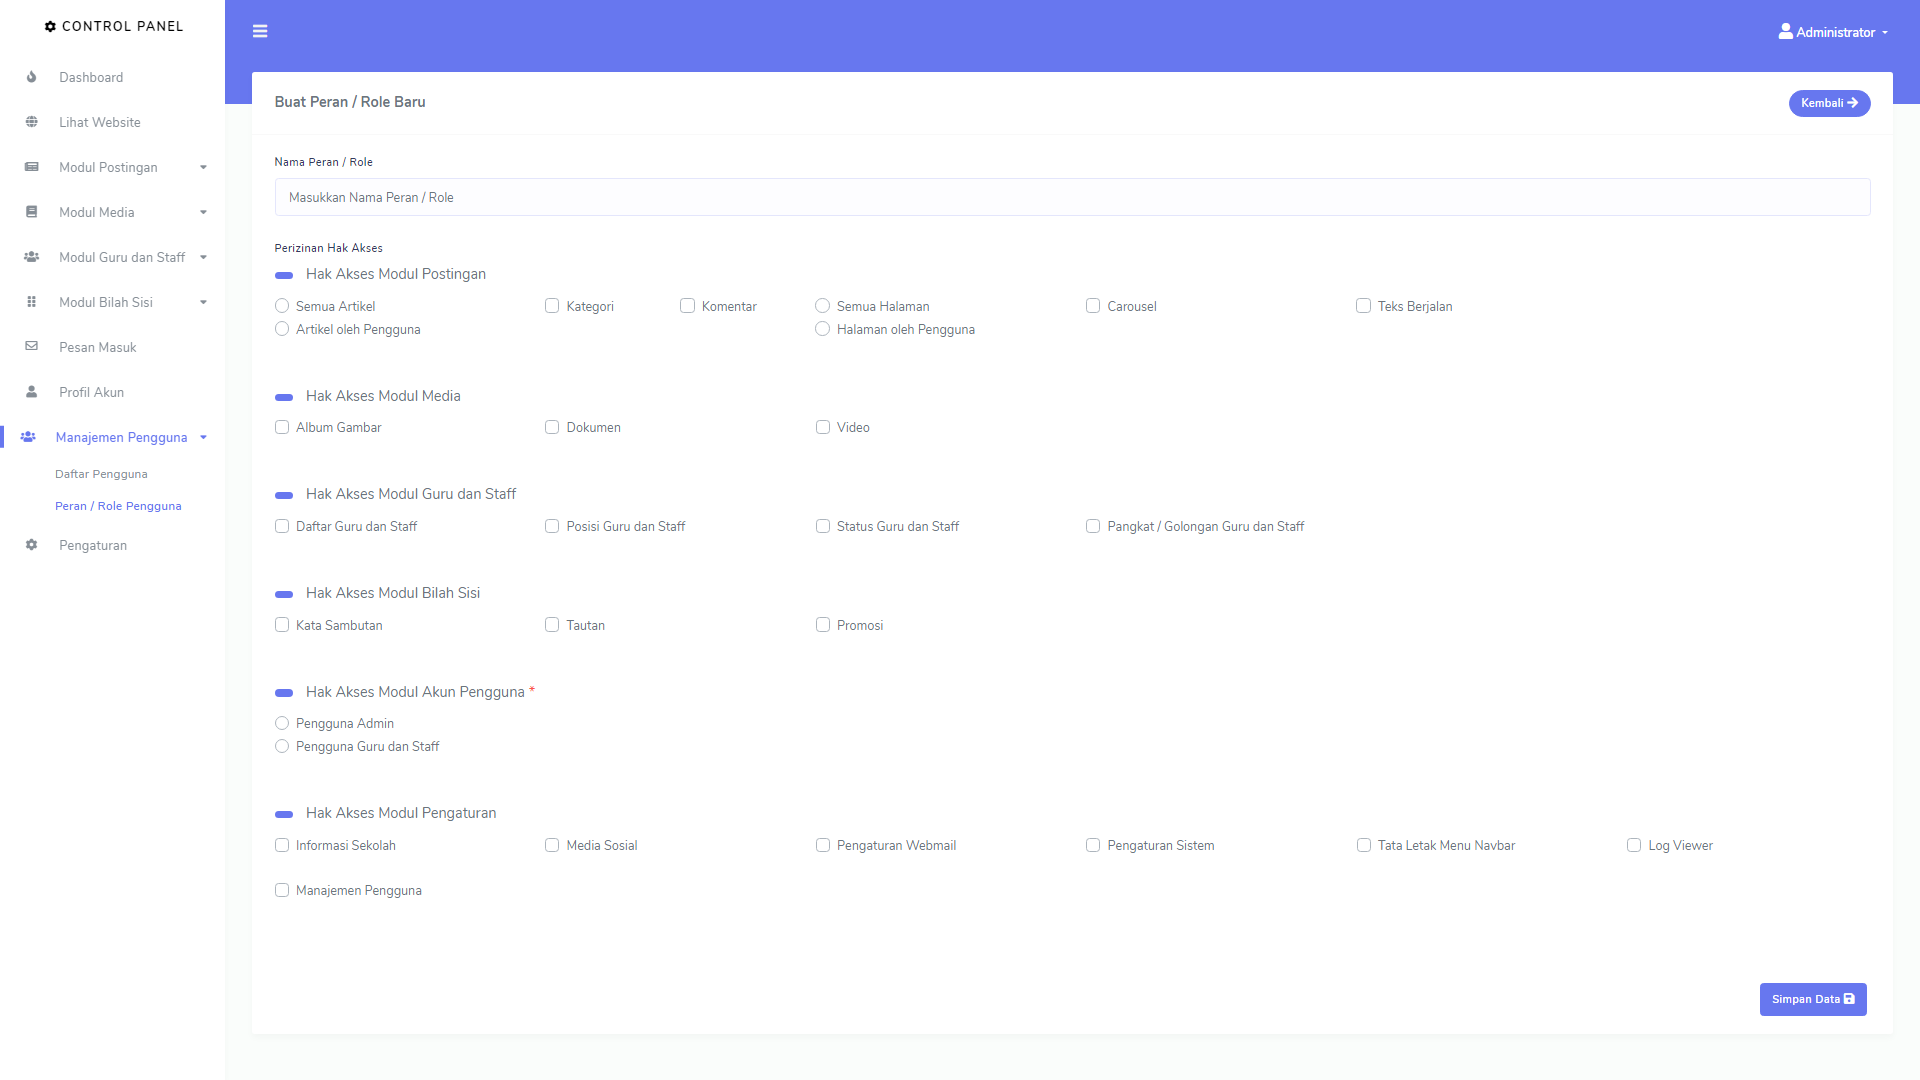 CONTROL PANEL
Dashboard
Lihat Website
Modul Postingan
Modul Media
Modul Guru dan Staff
Modul Bilah Sisi
Pesan Masuk
Profil Akun
Manajemen Pengguna
Daftar Pengguna
Peran / Role Pengguna
Pengaturan
Administrator
Buat Peran / Role Baru
Kembali
Nama Peran / Role
Masukkan Nama Peran / Role
Perizinan Hak Akses
Hak Akses Modul Postingan
Semua Artikel Kategori Komentar Semua Halaman Carousel Teks Berjalan
Artikel oleh Pengguna Halaman oleh Pengguna
Hak Akses Modul Media
Album Gambar Dokumen Video
Hak Akses Modul Guru dan Staff
Daftar Guru dan Staff Posisi Guru dan Staff Status Guru dan Staff Pangkat / Golongan Guru dan Staff
Hak Akses Modul Bilah Sisi
Kata Sambutan Tautan Promosi
Hak Akses Modul Akun Pengguna *
Pengguna Admin
Pengguna Guru dan Staff
Hak Akses Modul Pengaturan
Informasi Sekolah Media Sosial Pengaturan Webmail Pengaturan Sistem Tata Letak Menu Navbar Log Viewer
Manajemen Pengguna
Simpan Data